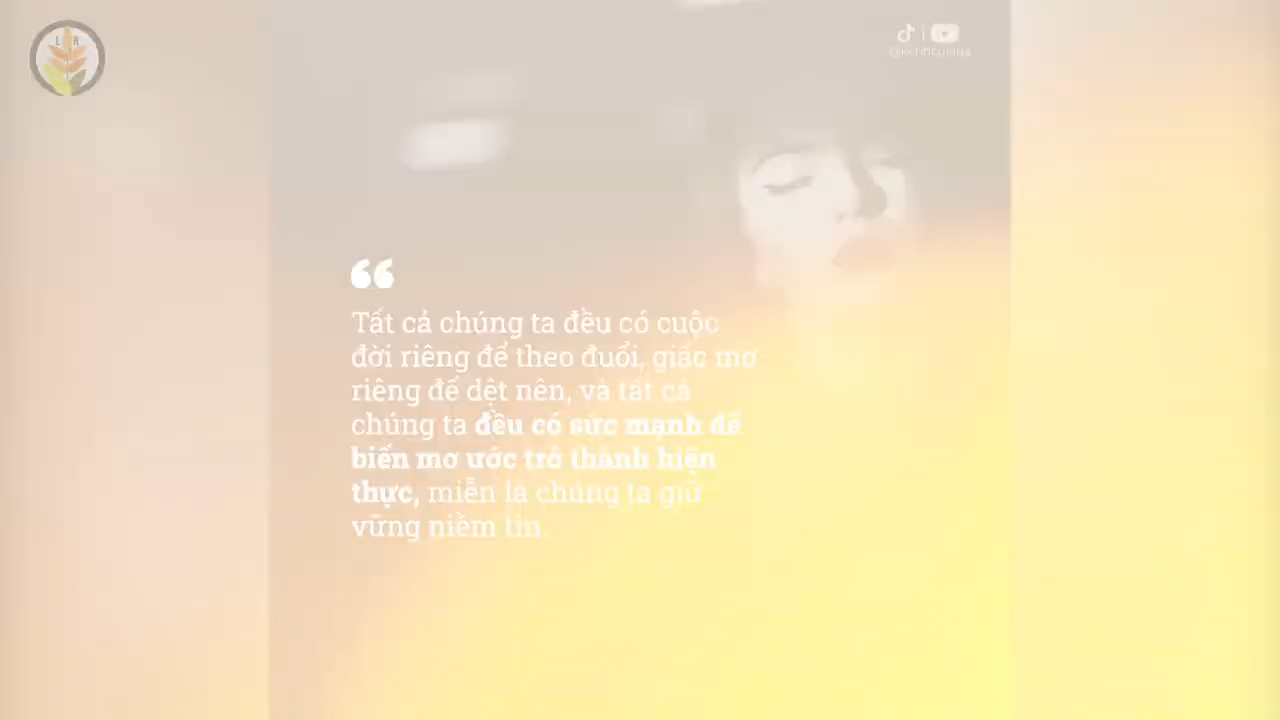 L A
Tất cả chúng ta đều có cuộc
đời riêng để theo đuổi, giấc mơ
riêng để dệt nên, và tất cả
chúng ta đều có sức mạnh để
biến mơ ước trở thành hiện
thực, miễn là chúng ta giữ
vững niềm tin.